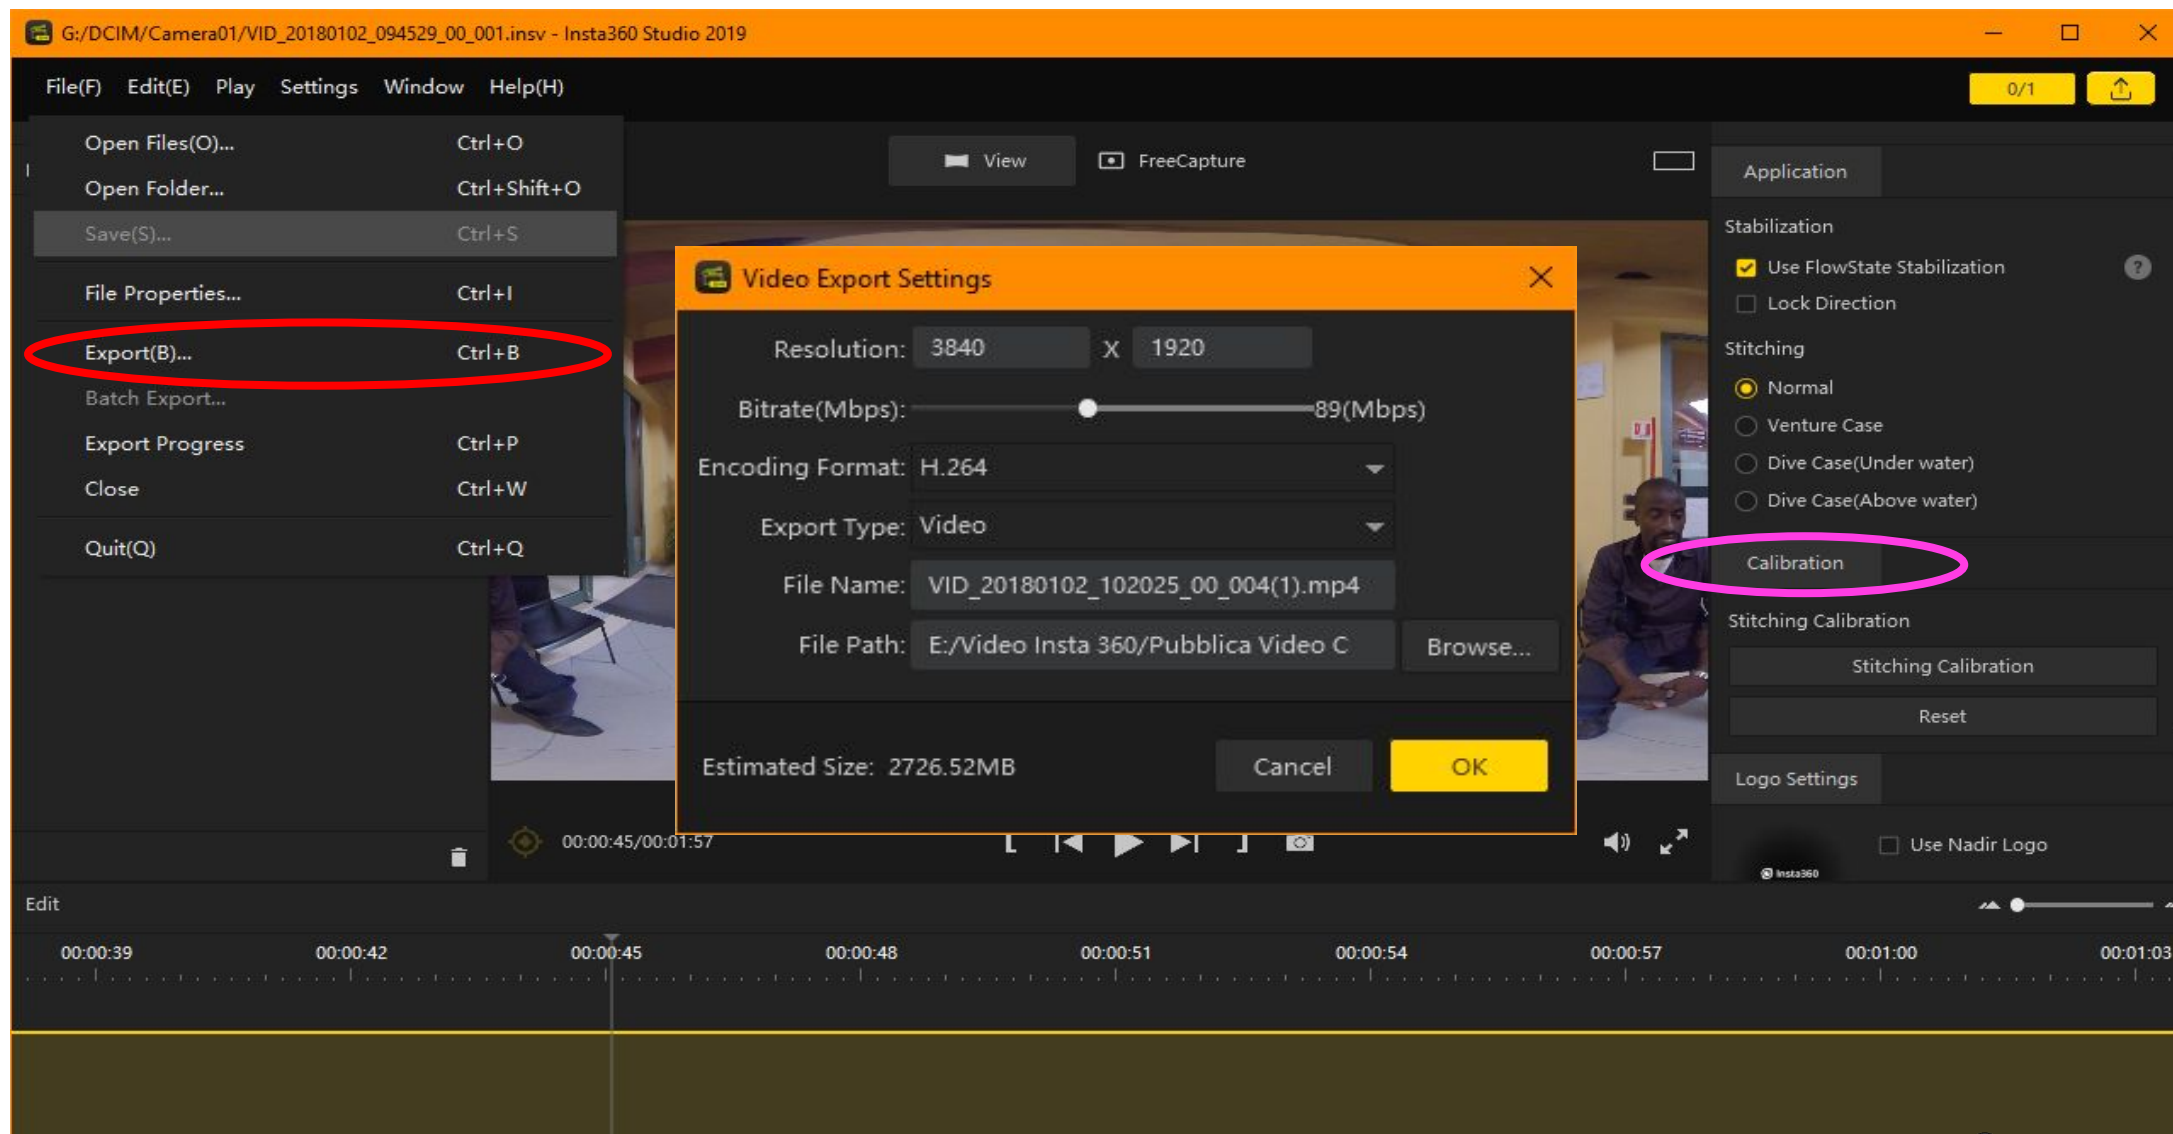 G:/DCIM/Camera01/VID_20180102_094529_00_001.insv - Insta360 Studio 2019
File(F) Edit(E) Play Settings Window Help(H)
0/1
Open Files(O)... Ctrl+O
Open Folder... Ctrl+Shift+O
Save(S)... Ctrl+S
File Properties... Ctrl+I
Export(B)... Ctrl+B
Batch Export...
Export Progress Ctrl+P
Close Ctrl+W
Quit(Q) Ctrl+Q
View FreeCapture
Video Export Settings
Resolution: 3840 X 1920
Bitrate(Mbps): 89(Mbps)
Encoding Format: H.264
Export Type: Video
File Name: VID_20180102_102025_00_004(1).mp4
File Path: E:/Video Insta 360/Pubblica Video C Browse...
Estimated Size: 2726.52MB Cancel OK
Application
Stabilization
Use FlowState Stabilization ?
Lock Direction
Stitching
Normal
Venture Case
Dive Case(Under water)
Dive Case(Above water)
Calibration
Stitching Calibration
Stitching Calibration
Reset
Logo Settings
Use Nadir Logo
Insta360
00:00:45/00:01:57
Edit
00:00:39 00:00:42 00:00:45 00:00:48 00:00:51 00:00:54 00:00:57 00:01:00 00:01:03